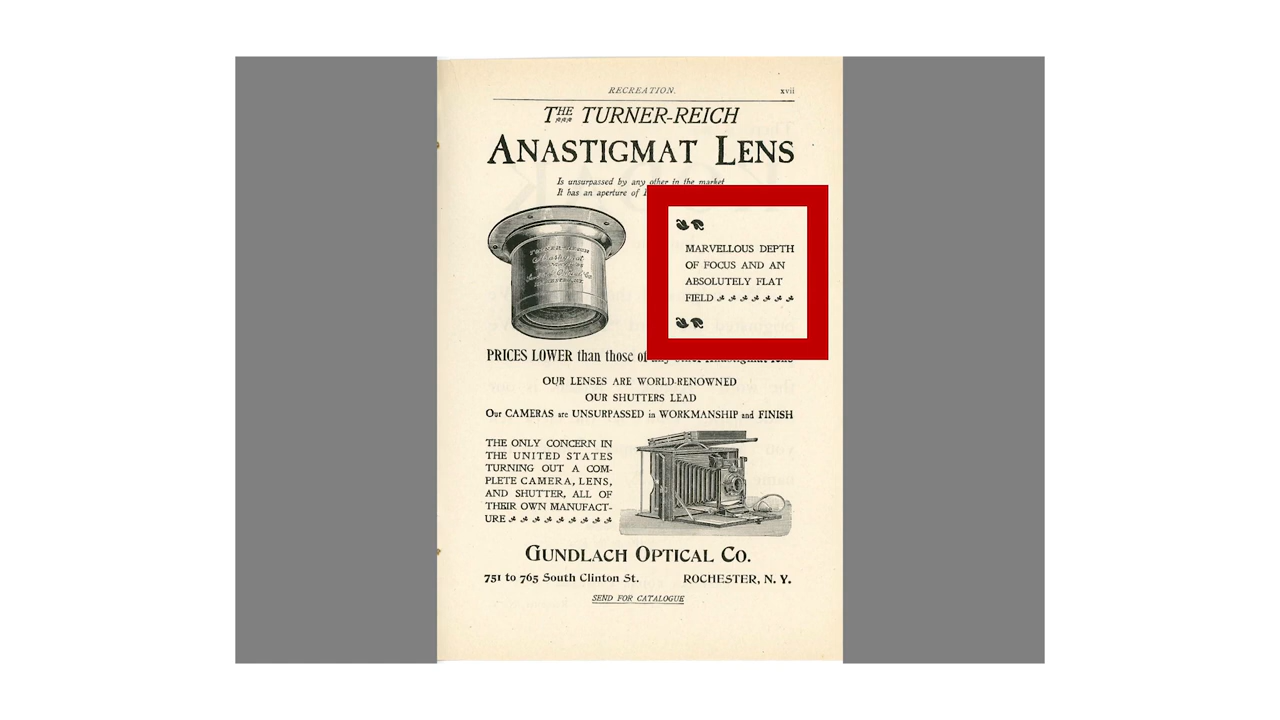 RECREATION. xvii
THE TURNER-REICH
ANASTIGMAT LENS
Is unsurpassed by any other in the market
It has an aperture of
MARVELLOUS DEPTH
OF FOCUS AND AN
ABSOLUTELY FLAT
FIELD
PRICES LOWER than those of any other Anastigmat lens
OUR LENSES ARE WORLD-RENOWNED
OUR SHUTTERS LEAD
Our CAMERAS are UNSURPASSED in WORKMANSHIP and FINISH
THE ONLY CONCERN IN
THE UNITED STATES
TURNING OUT A COM-
PLETE CAMERA, LENS,
AND SHUTTER, ALL OF
THEIR OWN MANUFACT-
URE
GUNDLACH OPTICAL CO.
751 to 765 South Clinton St. ROCHESTER, N. Y.
SEND FOR CATALOGUE